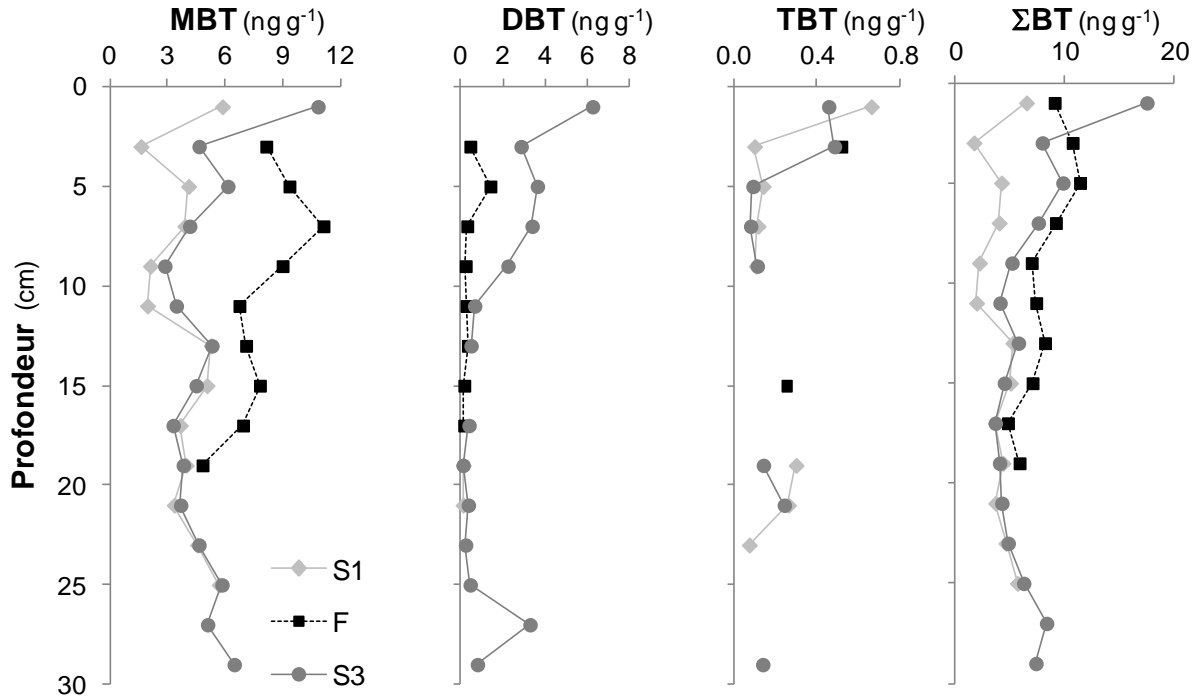 MBT (ng g-1) DBT (ng g-1) TBT (ng g-1) ΣBT (ng g-1)
0 3 6 9 12 0 2 4 6 8 0.0 0.4 0.8 0 10 20
0
5
10
15
20
25
30
Profondeur (cm)
S1
F
S3